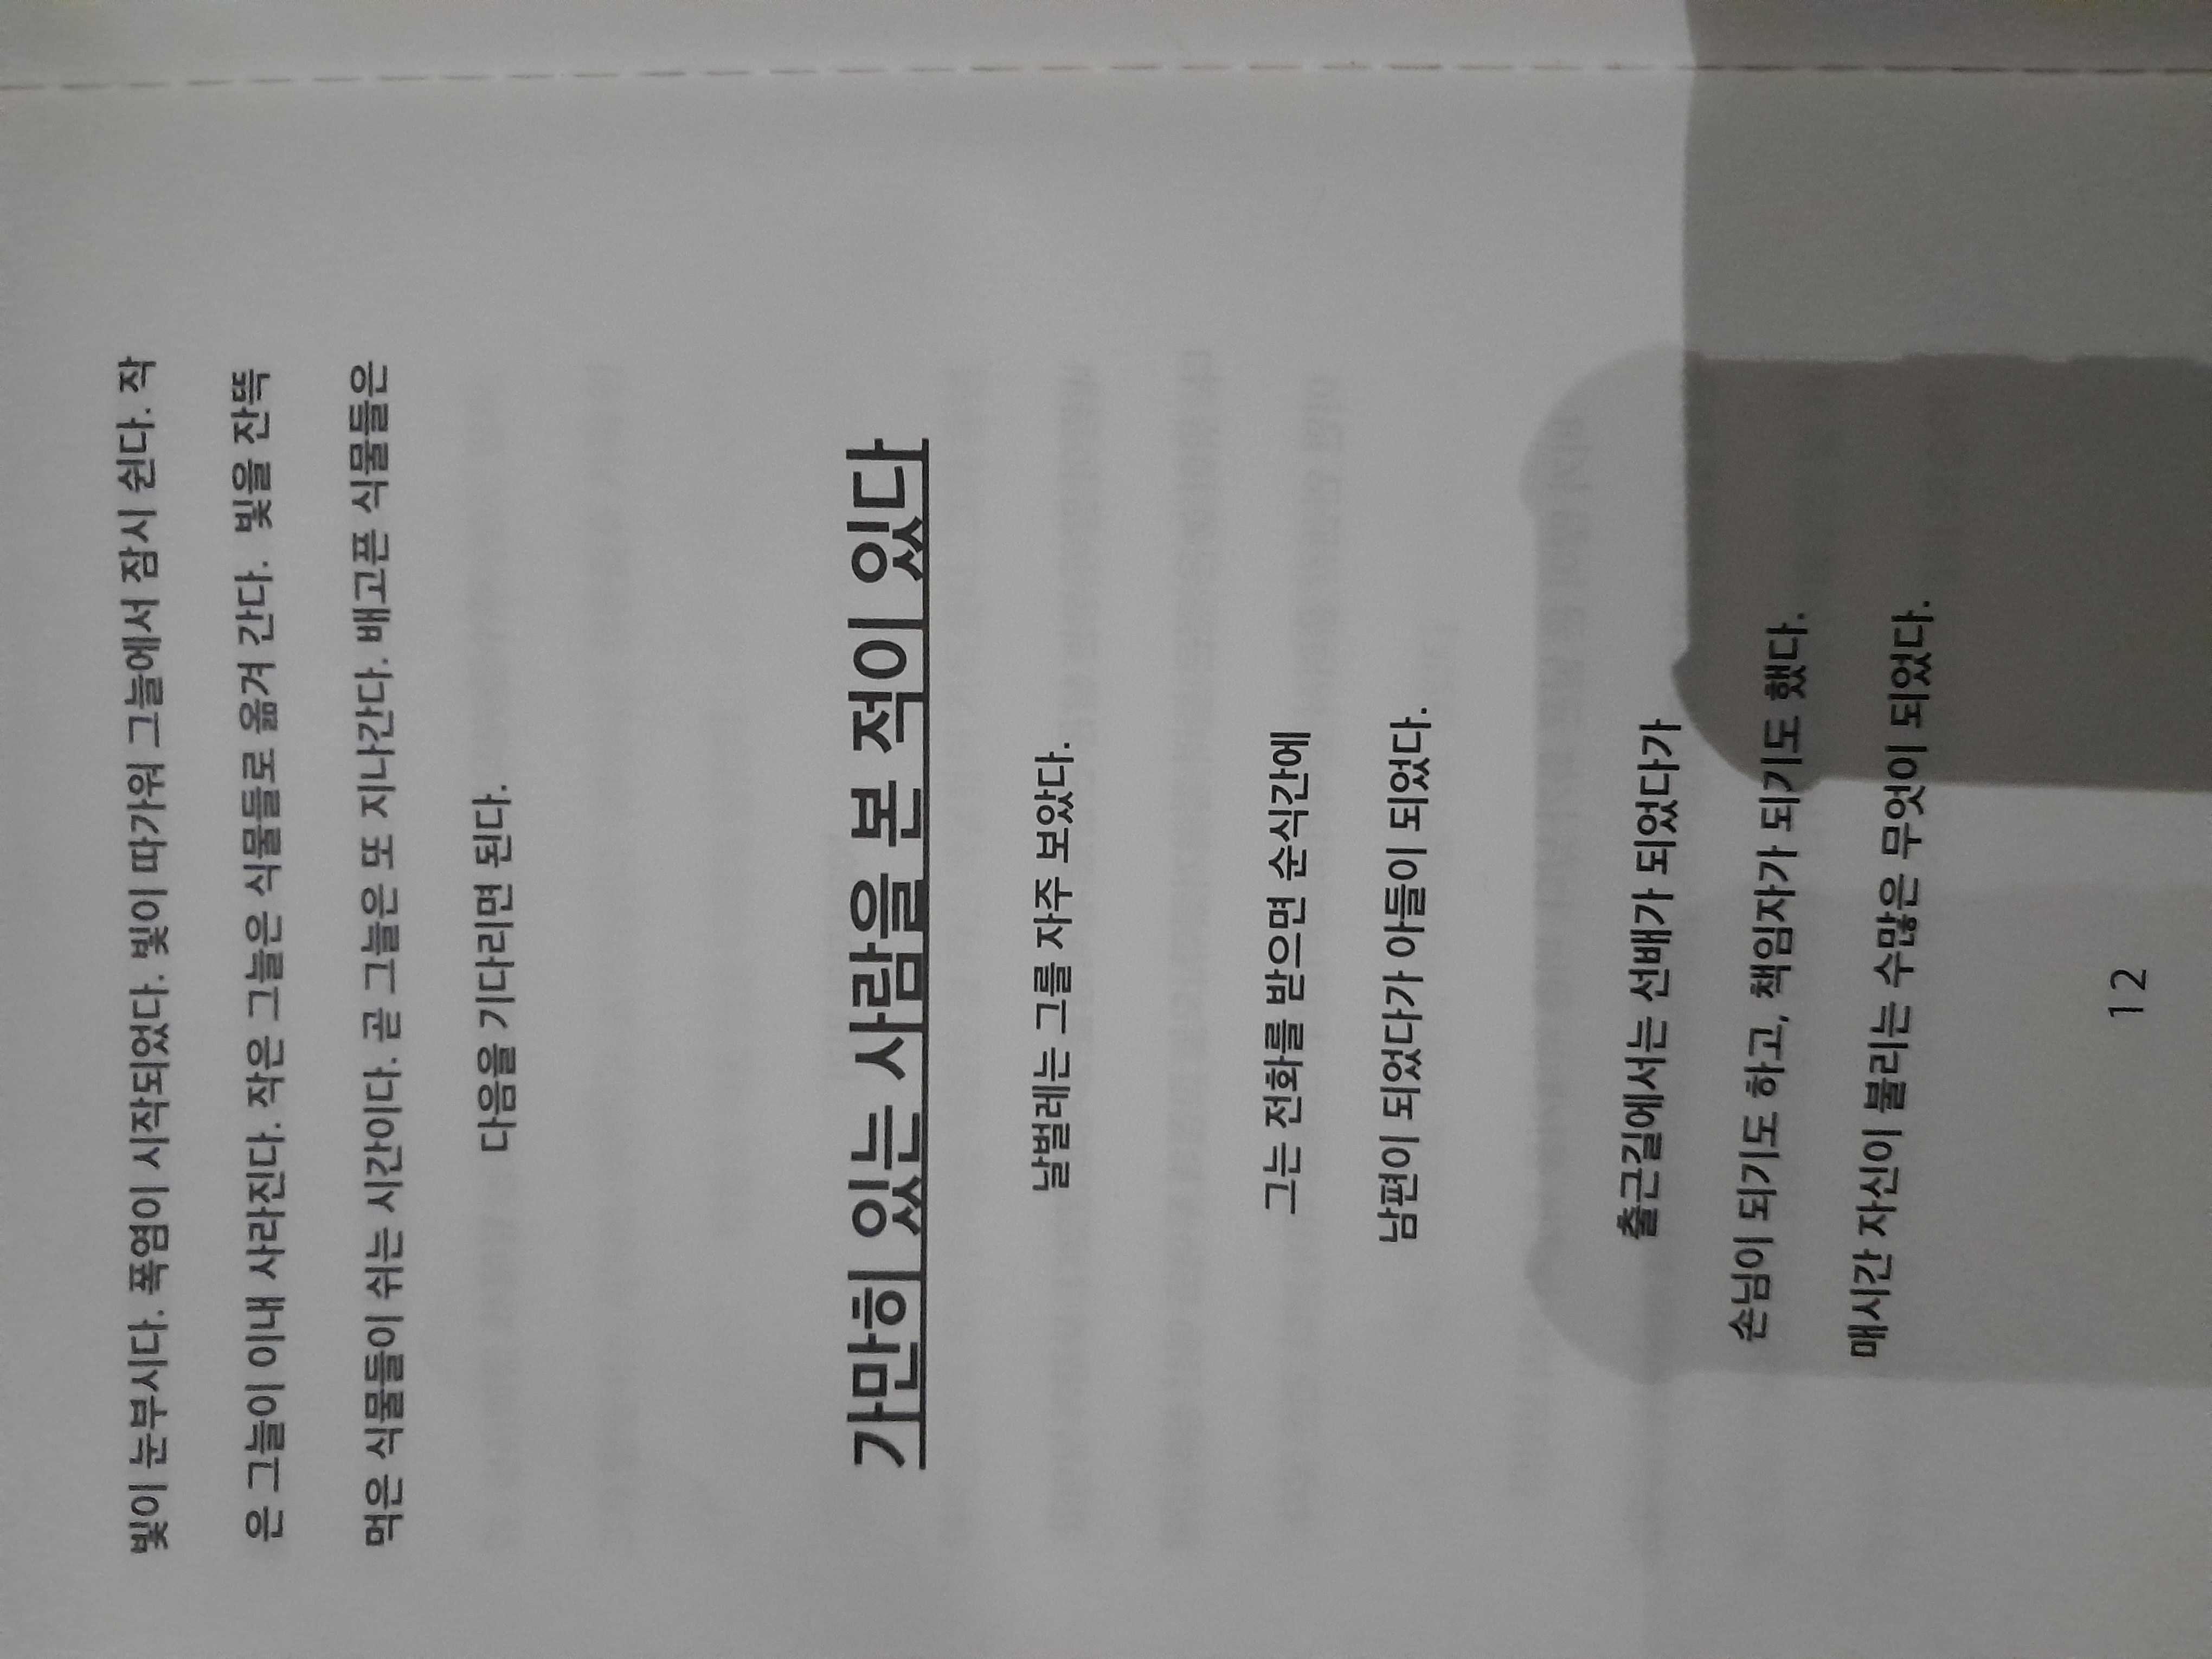 빛이 눈부시다. 폭염이 시작되었다. 빛이 따가워 그늘에서 잠시 쉰다. 작
은 그늘이 이내 사라진다. 작은 그늘은 식물들로 옮겨 간다. 빛을 잔뜩
먹은 식물들이 쉬는 시간이다. 곧 그늘은 또 지나간다. 배고픈 식물들은
다음을 기다리면 된다.
가만히 있는 사람을 본 적이 있다
날벌레는 그를 자주 보았다.
그는 전화를 받으면 순식간에
남편이 되었다가 아들이 되었다.
출근길에서는 선배가 되었다가
손님이 되기도 하고, 책임자가 되기도 했다.
매시간 자신이 불리는 수많은 무엇이 되었다.
12